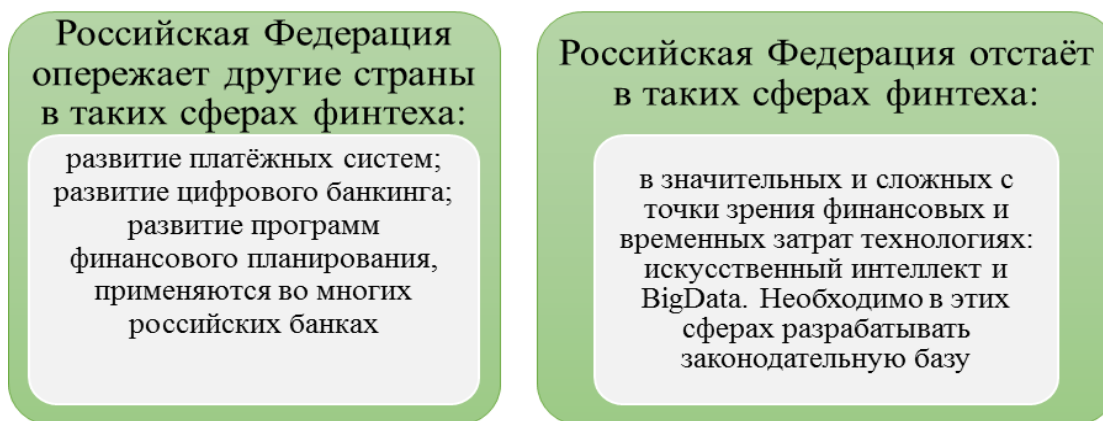 Российская Федерация
опережает другие страны
в таких сферах финтеха:
развитие платёжных систем;
развитие цифрового банкинга;
развитие программ
финансового планирования,
применяются во многих
российских банках
Российская Федерация отстаёт
в таких сферах финтеха:
в значительных и сложных с
точки зрения финансовых и
временных затрат технологиях:
искусственный интеллект и
BigData. Необходимо в этих
сферах разрабатывать
законодательную базу